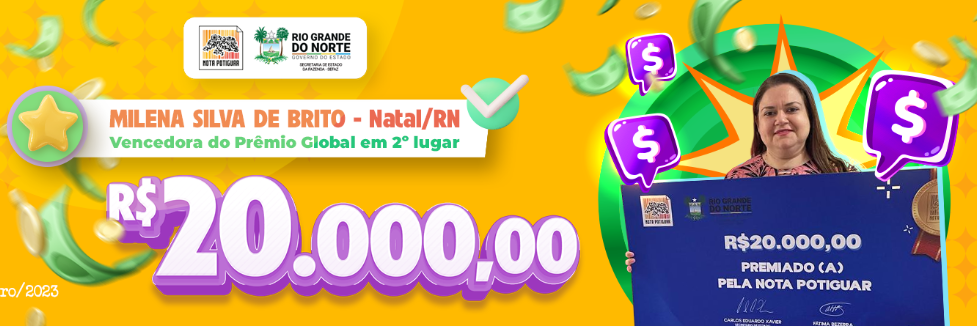 NOTA POTIGUAR
RIO GRANDE
DO NORTE
GOVERNO DO ESTADO
SECRETARIA DE ESTADO
DA FAZENDA - SEFAZ
MILENA SILVA DE BRITO - Natal/RN
Vencedora do Prêmio Global em 2º lugar
R$20.000,00
ro/2023
$
$
$
NOTA POTIGUAR
RIO GRANDE
DO NORTE
R$20.000,00
PREMIADO (A)
PELA NOTA POTIGUAR
CARLOS EDUARDO XAVIER
FATIMA BEZERRA